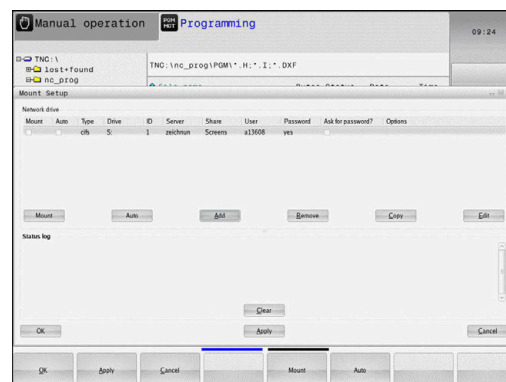 Manual operation
PGM MGT
Programming
09:24
TNC:\
lost+found
nc_prog
TNC:\nc_prog\PGM\*.H;*.I;*.DXF
Mount Setup
Network drive
Mount Auto Type Drive ID Server Share User Password Ask for password? Options
cifs S: 1 zeichnun Screens a13608 yes
Mount Auto Add Remove Copy Edit
Status log
Clear
OK Apply Cancel
OK Apply Cancel Mount Auto